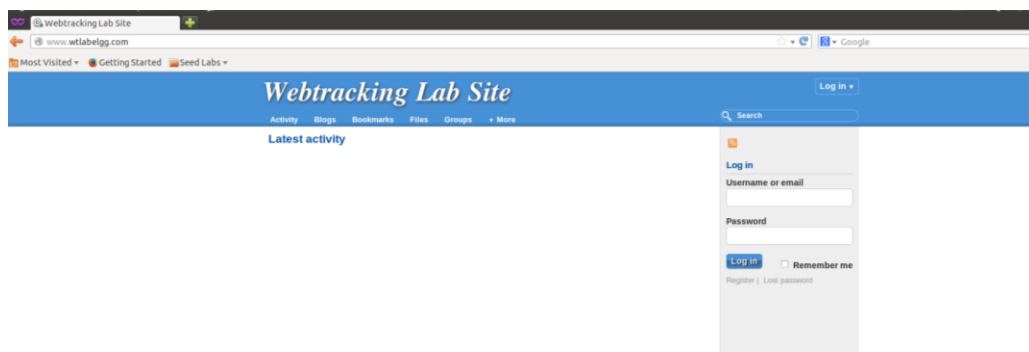 Webtracking Lab Site
www.wtlabelgg.com
Google
Most Visited Getting Started Seed Labs
Webtracking Lab Site
Log in
Activity Blogs Bookmarks Files Groups More
Search
Latest activity
Log in
Username or email
Password
Log in
Remember me
Register | Lost password